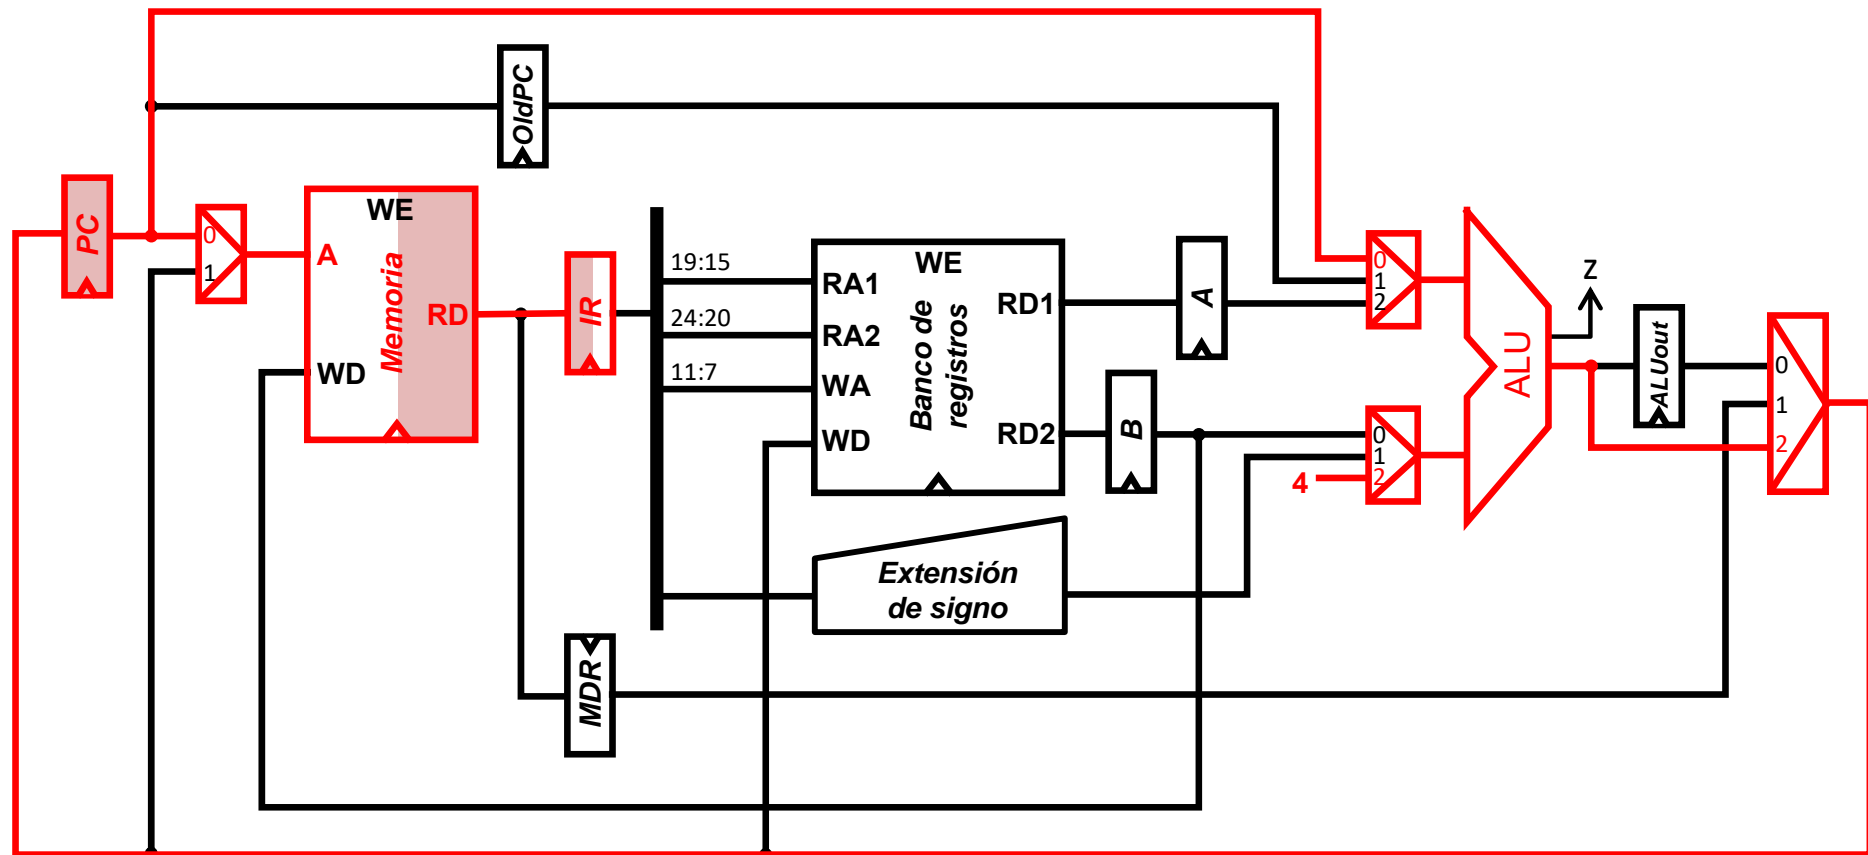 OldPC
PC
0
1
WE
A
Memoria
RD
WD
IR
19:15
24:20
11:7
WE
RA1
RA2
WA
WD
Banco de
registros
RD1
RD2
A
B
Extensión
de signo
MDR
0
1
2
0
1
2
4
ALU
Z
ALUout
0
1
2